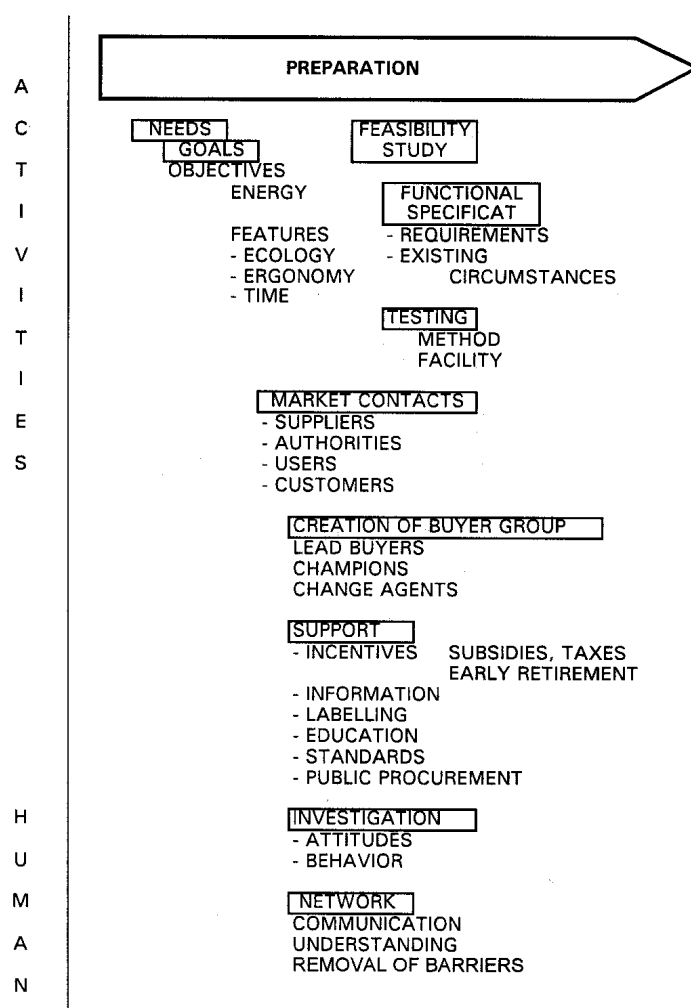 PREPARATION
ACTIVITIES
NEEDS
GOALS
OBJECTIVES
ENERGY
FEATURES
- ECOLOGY
- ERGONOMY
- TIME
FEASIBILITY
STUDY
FUNCTIONAL
SPECIFICAT
- REQUIREMENTS
- EXISTING
CIRCUMSTANCES
TESTING
METHOD
FACILITY
MARKET CONTACTS
- SUPPLIERS
- AUTHORITIES
- USERS
- CUSTOMERS
CREATION OF BUYER GROUP
LEAD BUYERS
CHAMPIONS
CHANGE AGENTS
SUPPORT
- INCENTIVES SUBSIDIES, TAXES
EARLY RETIREMENT
- INFORMATION
- LABELLING
- EDUCATION
- STANDARDS
- PUBLIC PROCUREMENT
HUMAN
INVESTIGATION
- ATTITUDES
- BEHAVIOR
NETWORK
COMMUNICATION
UNDERSTANDING
REMOVAL OF BARRIERS